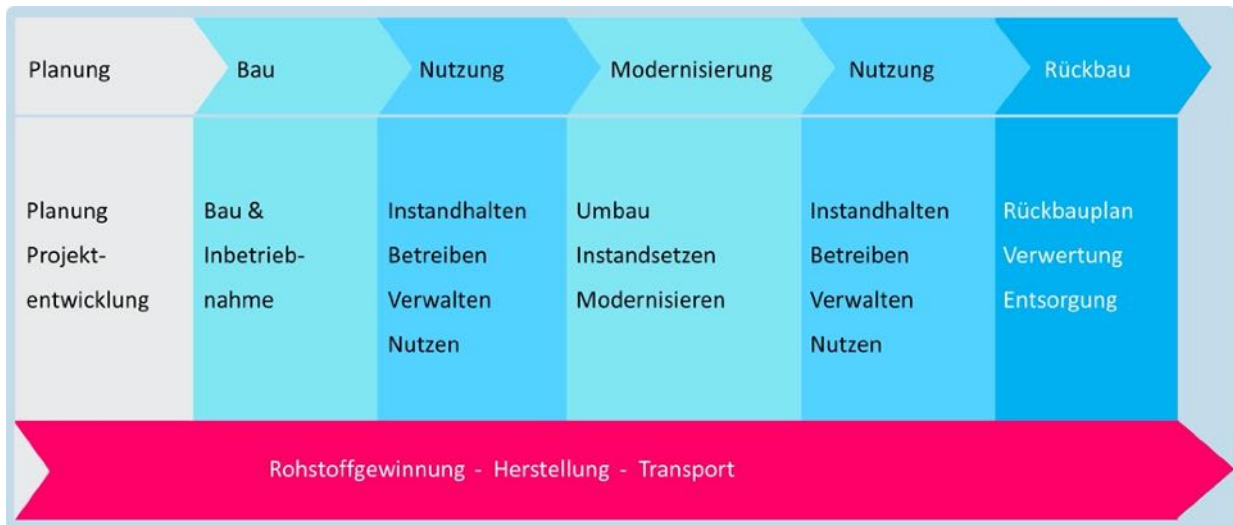 Planung
Bau
Nutzung
Modernisierung
Nutzung
Rückbau
Planung
Projekt-
entwicklung
Bau &
Inbetrieb-
nahme
Instandhalten
Betreiben
Verwalten
Nutzen
Umbau
Instandsetzen
Modernisieren
Instandhalten
Betreiben
Verwalten
Nutzen
Rückbauplan
Verwertung
Entsorgung
Rohstoffgewinnung - Herstellung - Transport